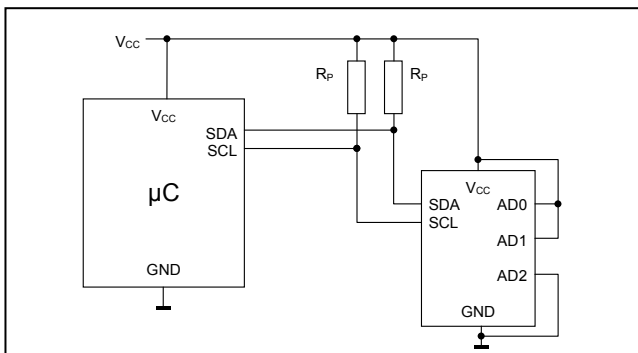 VCC
RP RP
VCC
SDA
SCL
µC
GND
VCC
SDA
SCL
AD0
AD1
AD2
GND